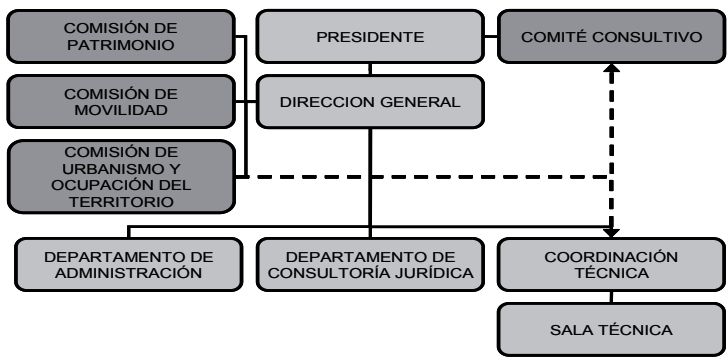 COMISIÓN DE
PATRIMONIO
PRESIDENTE
COMITÉ CONSULTIVO
COMISIÓN DE
MOVILIDAD
DIRECCION GENERAL
COMISIÓN DE
URBANISMO Y
OCUPACIÓN DEL
TERRITORIO
DEPARTAMENTO DE
ADMINISTRACIÓN
DEPARTAMENTO DE
CONSULTORÍA JURÍDICA
COORDINACIÓN
TÉCNICA
SALA TÉCNICA